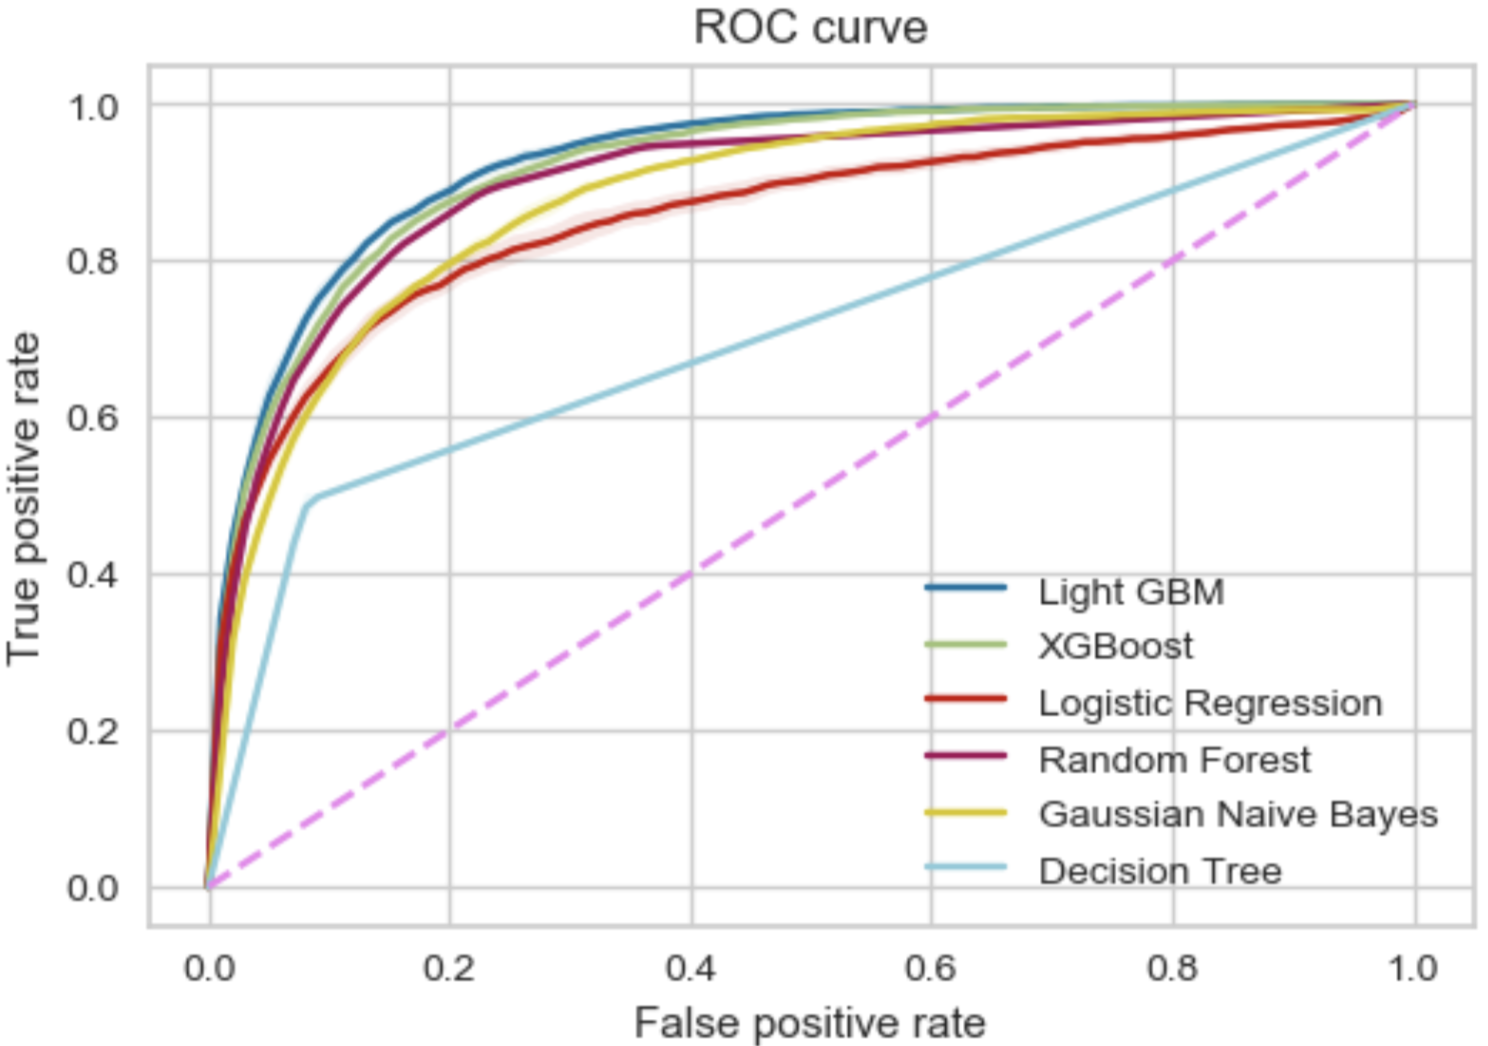 ROC curve
1.0
0.8
0.6
0.4
0.2
0.0
True positive rate
Light GBM
XGBoost
Logistic Regression
Random Forest
Gaussian Naive Bayes
Decision Tree
0.0 0.2 0.4 0.6 0.8 1.0
False positive rate